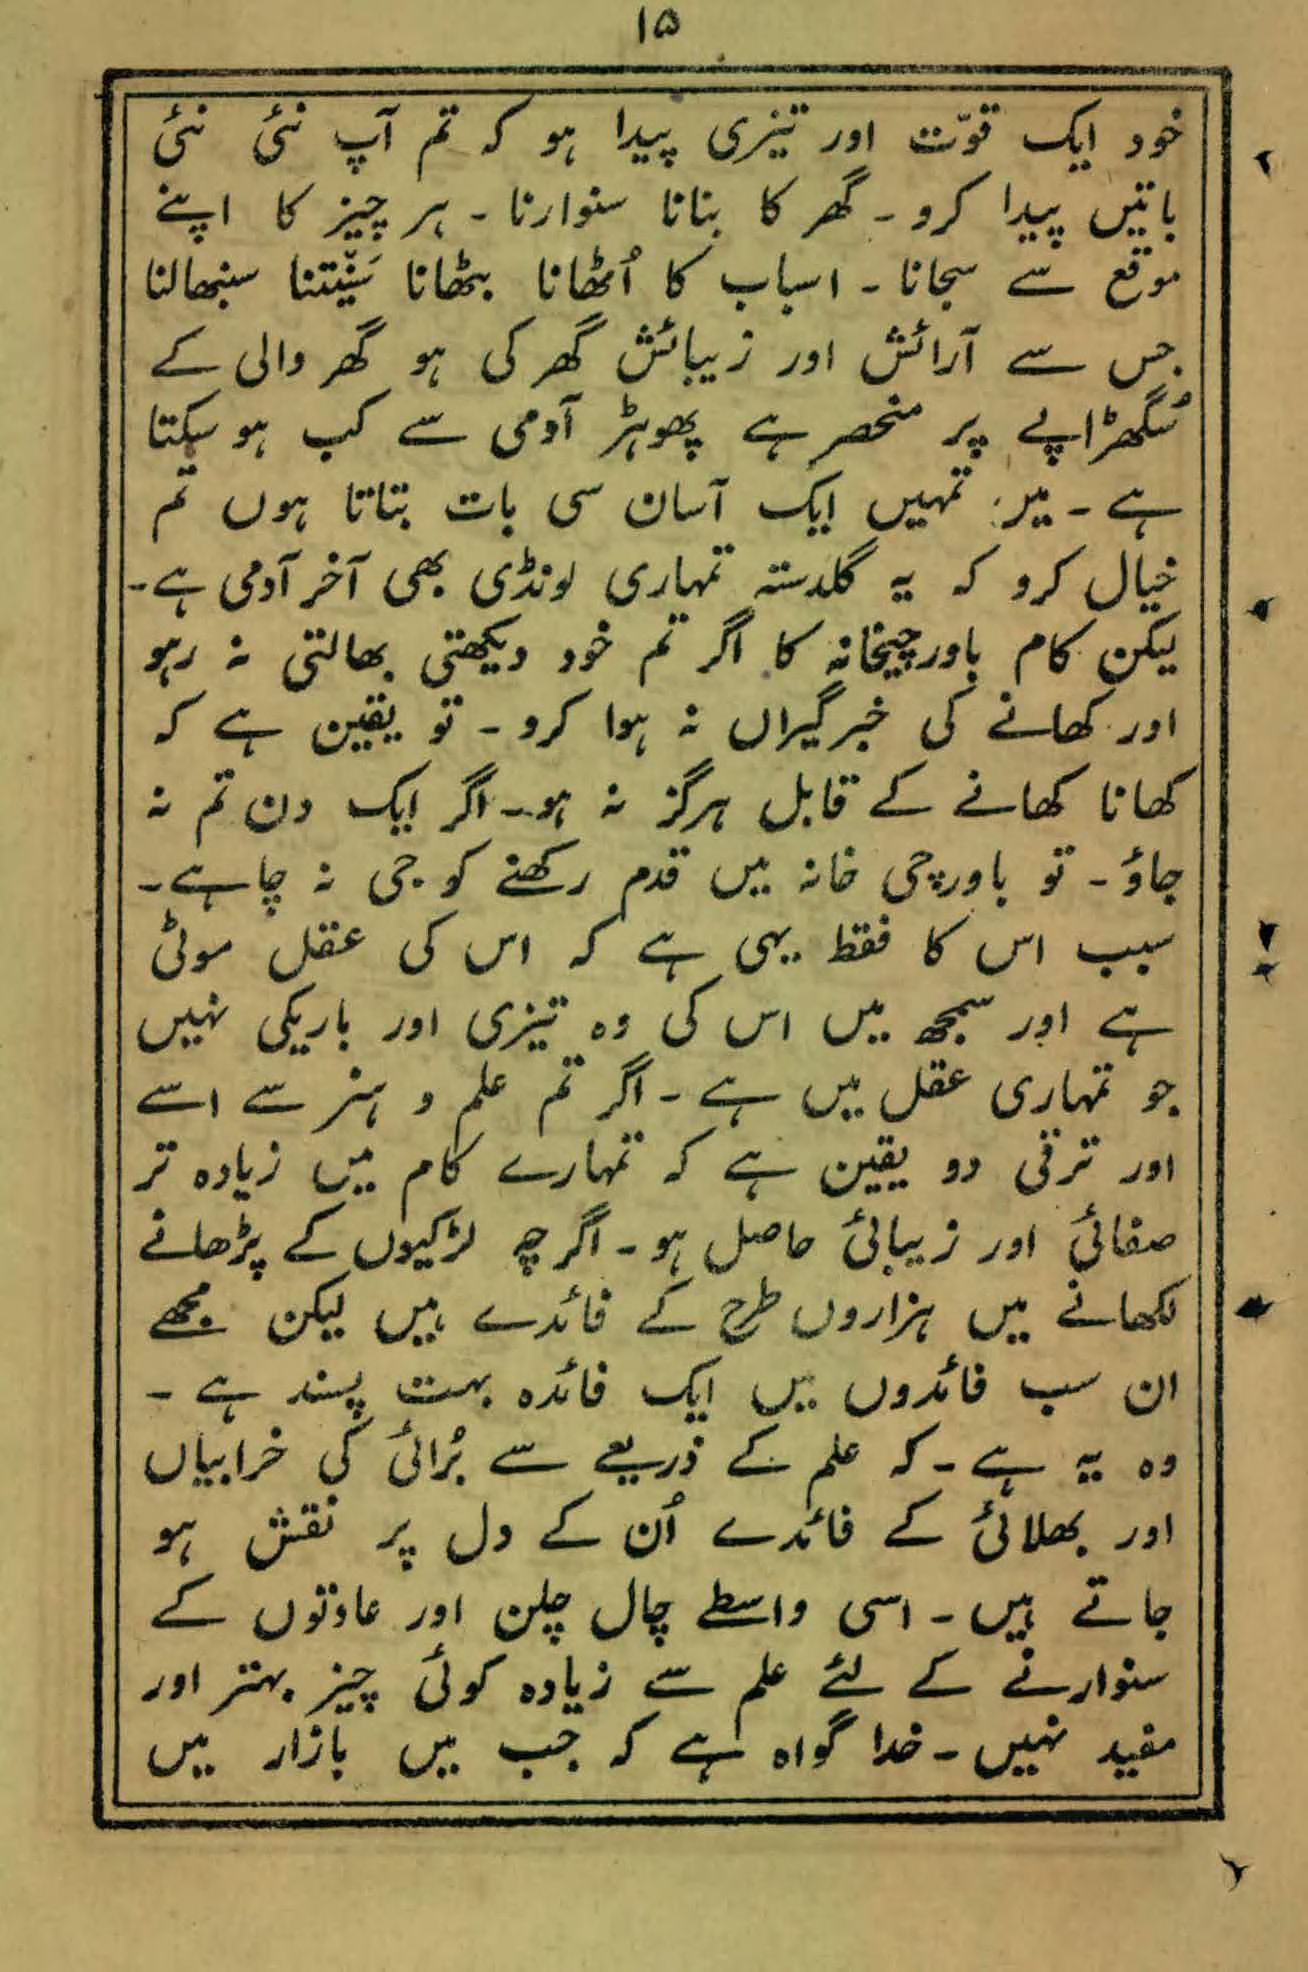 ۱۵
خود ایک قوّت اور تیزی پیدا ہو کہ تم آپ نئی نئی
باتیں پیدا کرو ۔ گھر کا بنانا سنوارنا ۔ ہر چیز کا اپنے
موقع سے سجانا ۔ اسباب کا اُٹھانا بٹھانا سَیْتنا سنبھالنا
جس سے آرائش اور زیبائش گھر کی ہو گھر والی کے
سُگھڑاپے پر منحصر ہے پھوہڑ آدمی سے کب ہو سکتا
ہے ۔ میں تمہیں ایک آسان سی بات بتاتا ہوں تم
خیال کرو کہ یہ گلدستہ تمہاری لونڈی بھی آخر آدمی ہے ۔
لیکن کام باورچیخانہ کا اگر تم خود دیکھتی بھالتی نہ رہو
اور کھانے کی خبرگیراں نہ ہوا کرو ۔ تو یقین ہے کہ
کھانا کھانے کے قابل ہرگز نہ ہو ۔ اگر ایک دن تم نہ
جاؤ ۔ تو باورچی خانہ میں قدم رکھنے کو جی نہ چاہے ۔
سبب اس کا فقط یہی ہے کہ اس کی عقل موٹی
ہے اور سمجھ میں اس کی وہ تیزی اور باریکی نہیں
جو تمہاری عقل میں ہے ۔ اگر تم علم و ہنر سے اسے
اور ترقی دو یقین ہے کہ تمہارے کام میں زیادہ تر
صفائی اور زیبائی حاصل ہو ۔ اگرچہ لڑکیوں کے پڑھانے
لکھانے میں ہزاروں طرح کے فائدے ہیں لیکن مجھے
ان سب فائدوں میں ایک فائدہ بہت پسند ہے ۔
وہ یہ ہے ۔ کہ علم کے ذریعے سے بُرائی کی خرابیاں
اور بھلائی کے فائدے اُن کے دل پر نقش ہو
جاتے ہیں ۔ اسی واسطے چال چلن اور عادتوں کے
سنوارنے کے لئے علم سے زیادہ کوئی چیز بہتر اور
مفید نہیں ۔ خدا گواہ ہے کہ جب میں بازار میں